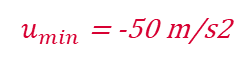 u_min = -50 m/s2